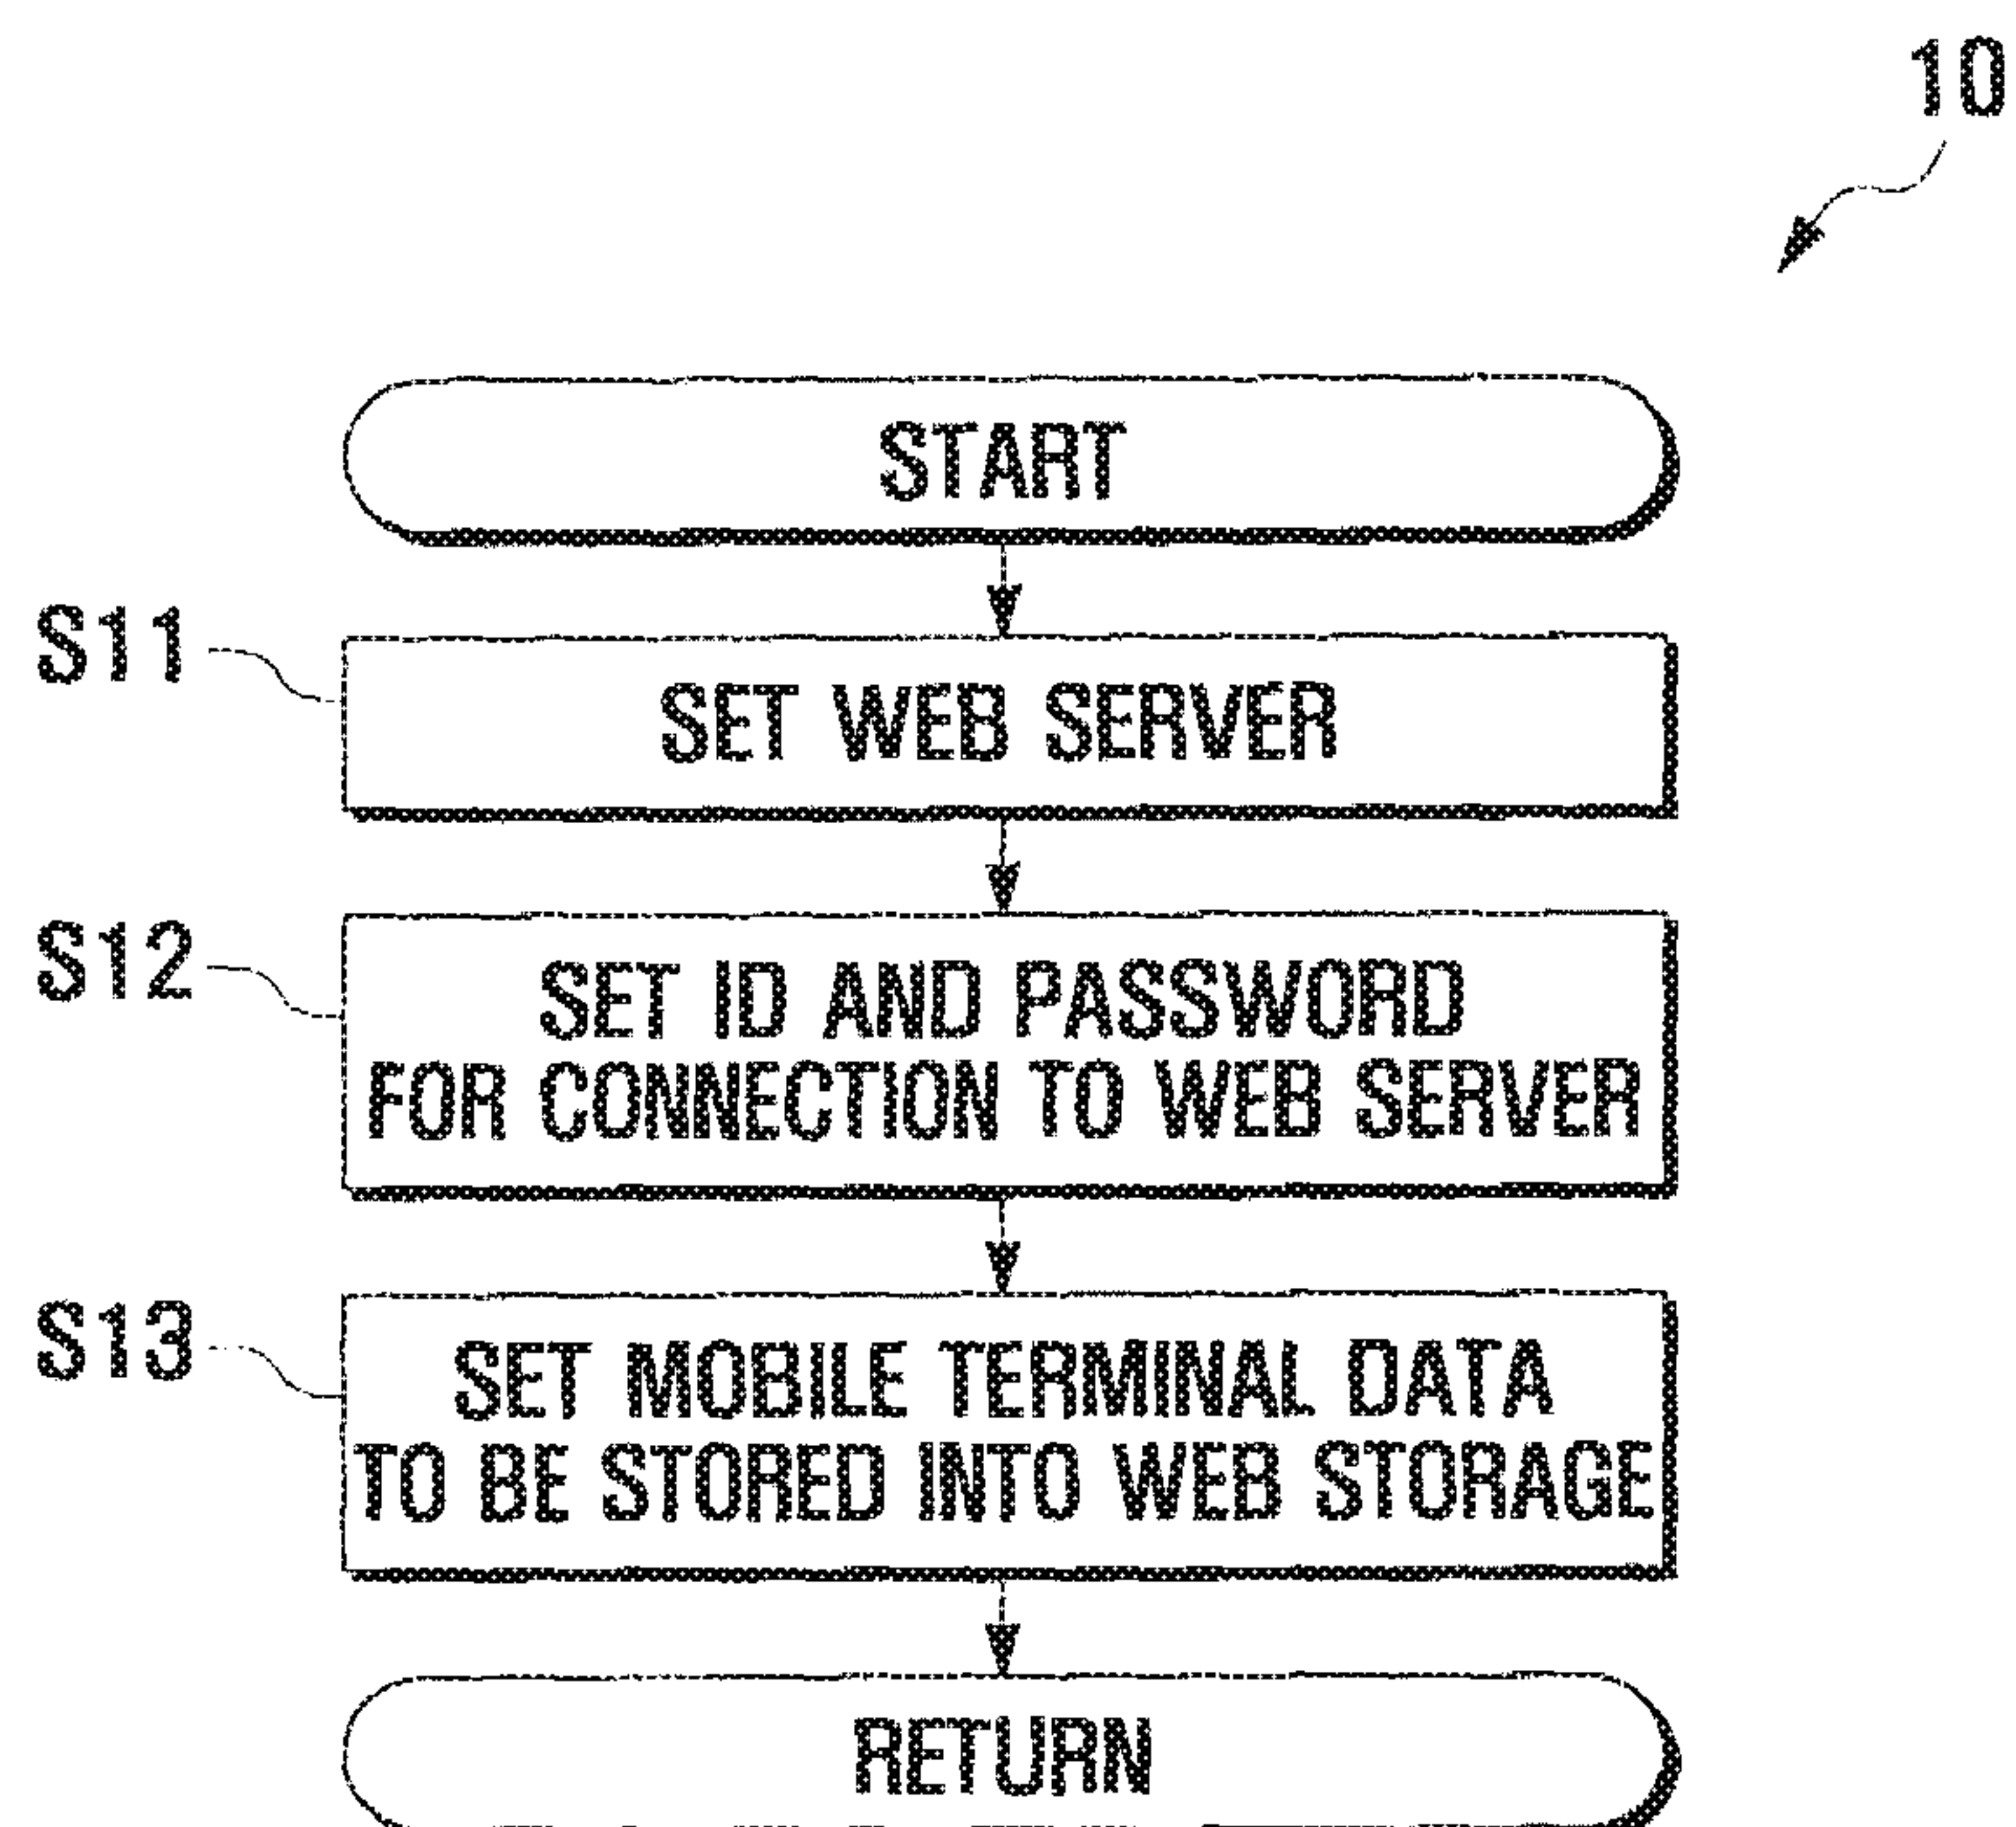 10
START
S11
SET WEB SERVER
S12
SET ID AND PASSWORD
FOR CONNECTION TO WEB SERVER
S13
SET MOBILE TERMINAL DATA
TO BE STORED INTO WEB STORAGE
RETURN